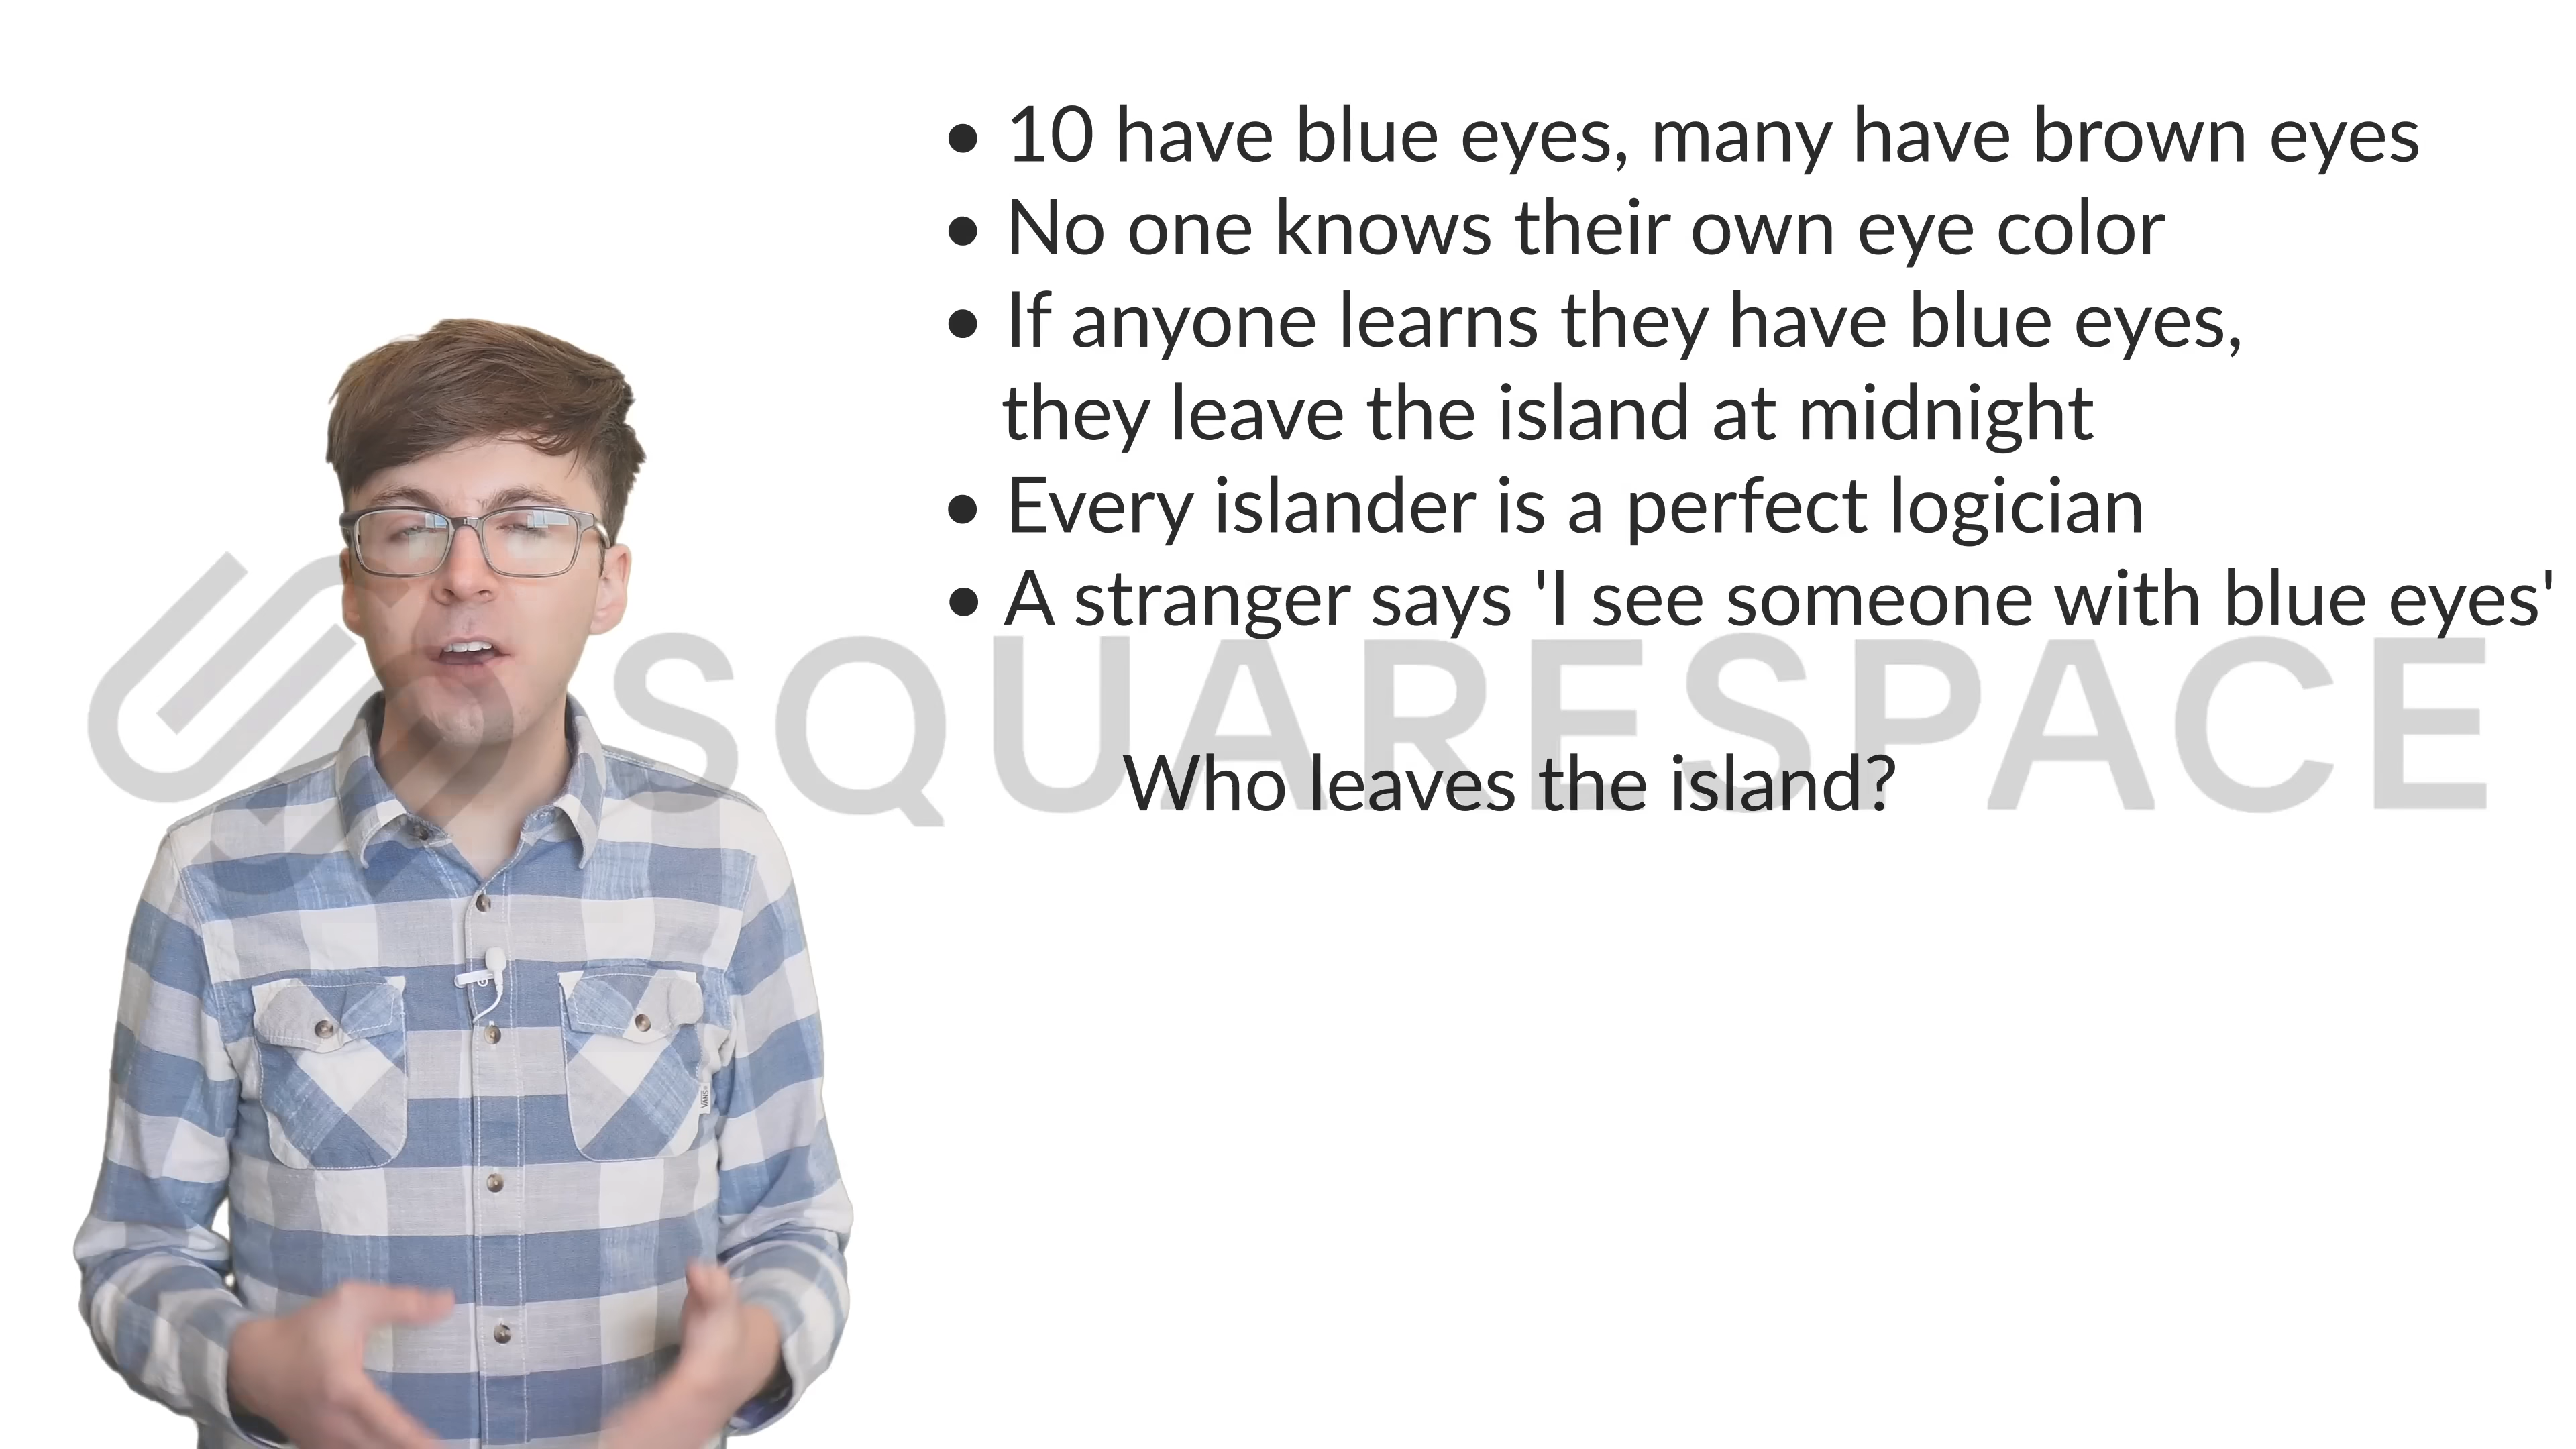 • 10 have blue eyes, many have brown eyes
• No one knows their own eye color
• If anyone learns they have blue eyes,
they leave the island at midnight
• Every islander is a perfect logician
• A stranger says 'I see someone with blue eyes'
SQUARESPACE
Who leaves the island?
VANS